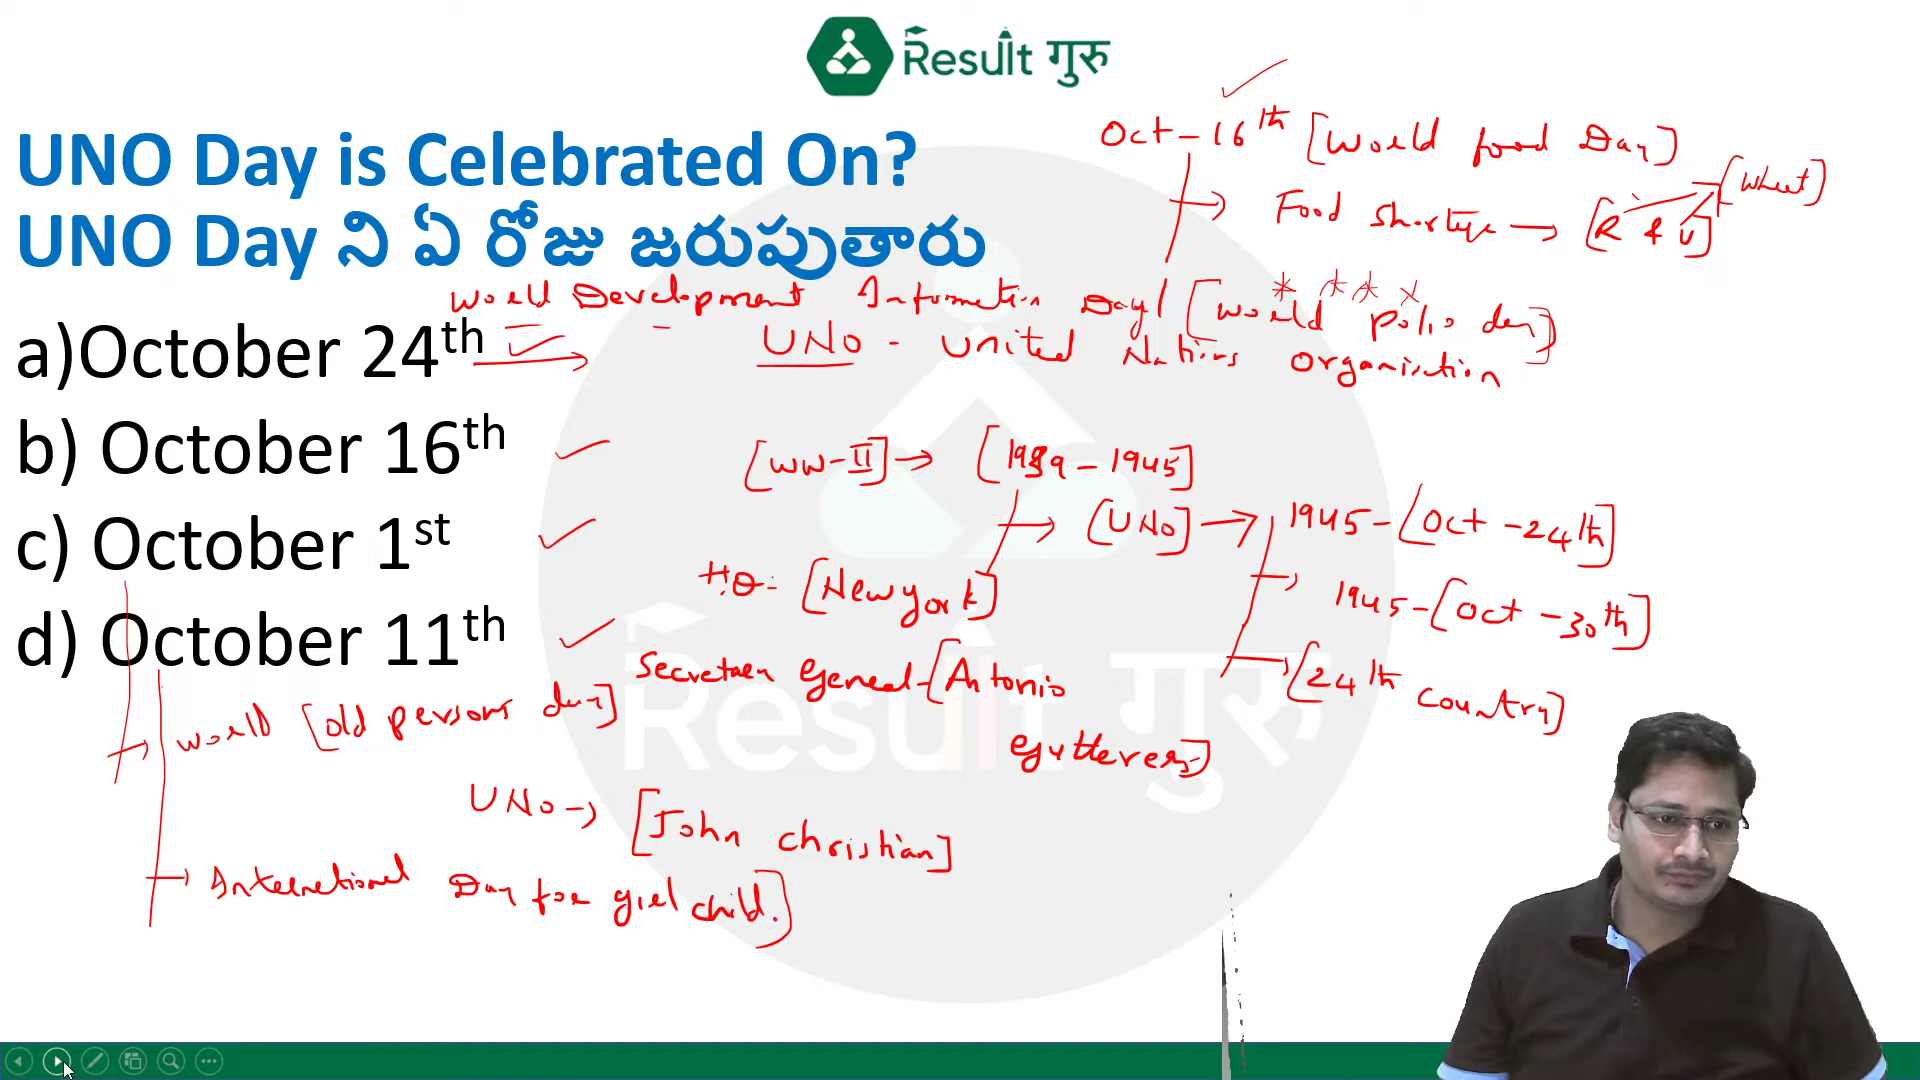 Result गुरु
UNO Day is Celebrated On?
UNO Day ని ఏ రోజు జరుపుతారు
Oct - 16th [World food Day]
Food shortage → [R & U] [Wheat]
World Development Information Day / [World polio day]
a)October 24th
UNO - United Nations Organisation
b) October 16th
[WW-II] → [1939 - 1945]
c) October 1st
[UNO] → 1945 - [Oct - 24th]
HQ - [Newyork]
1945 - [Oct - 30th]
d) October 11th
General - [Antonio
[24th country]
World [old persons day]
UNO → [John christian]
International Day for girl child.]
Result गुरु